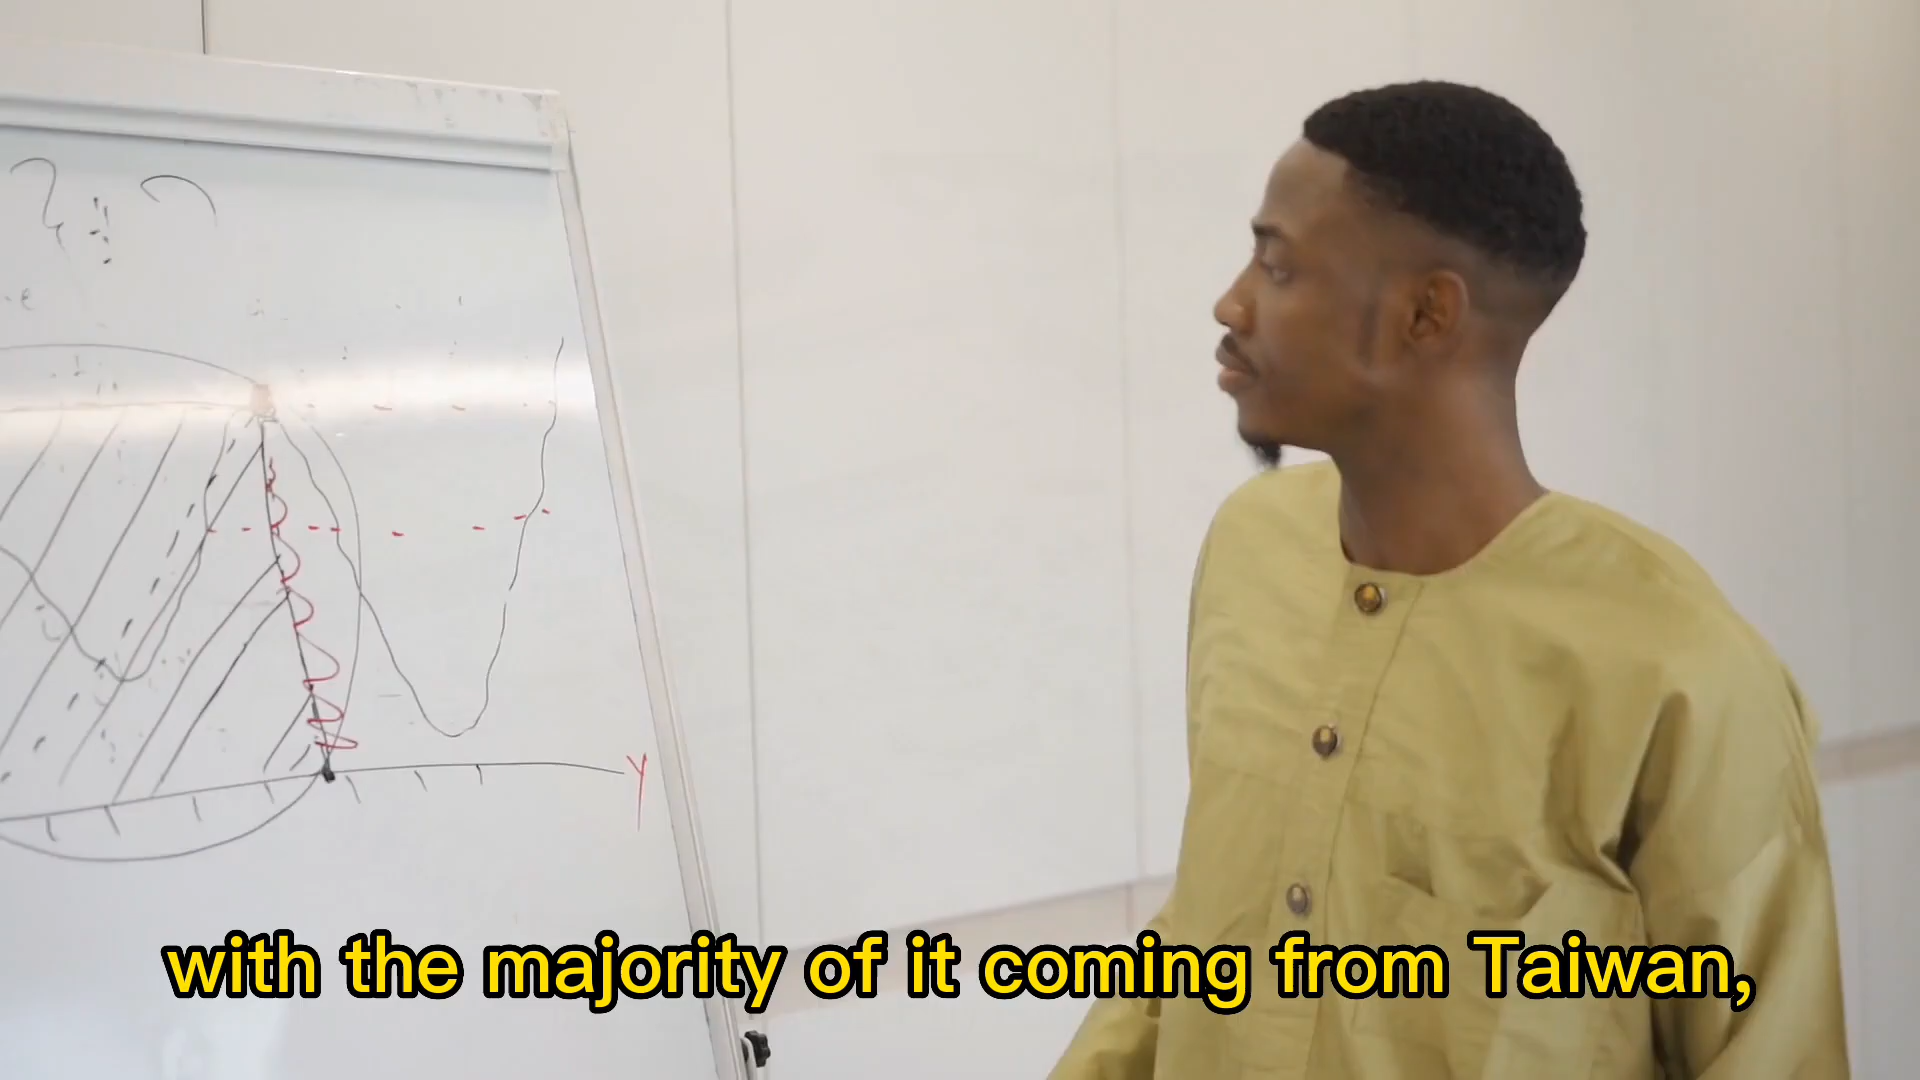 Y
with the majority of it coming from Taiwan,